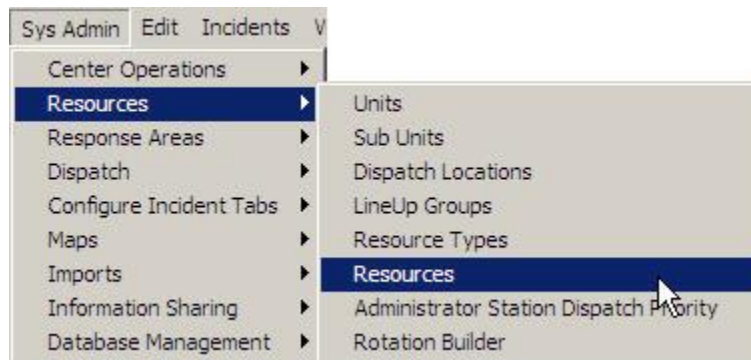 Sys Admin Edit Incidents
Center Operations
Resources
Response Areas
Dispatch
Configure Incident Tabs
Maps
Imports
Information Sharing
Database Management
Units
Sub Units
Dispatch Locations
LineUp Groups
Resource Types
Resources
Administrator Station Dispatch Priority
Rotation Builder